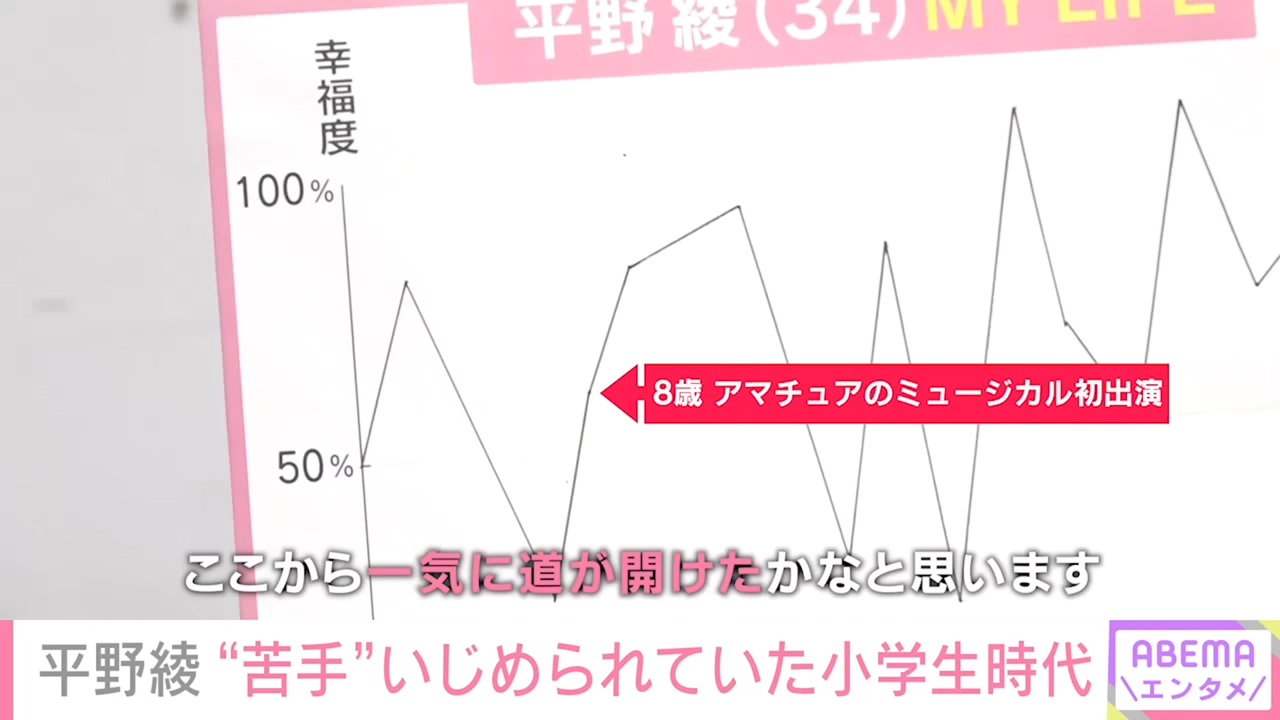 平野綾(34)MY LIFE
幸福度
100%
8歳 アマチュアのミュージカル初出演
50%
ここから一気に道が開けたかなと思います
平野綾 “苦手”いじめられていた小学生時代
ABEMA
\エンタメ/